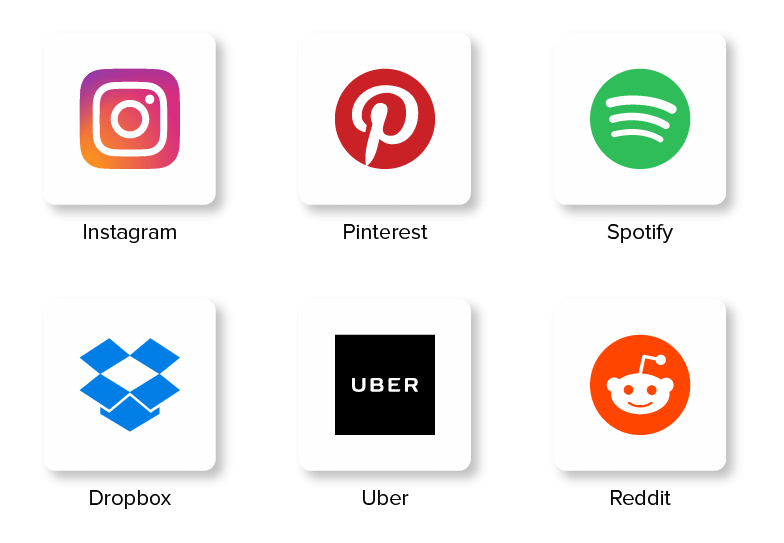 Instagram
Pinterest
Spotify
UBER
Dropbox
Uber
Reddit